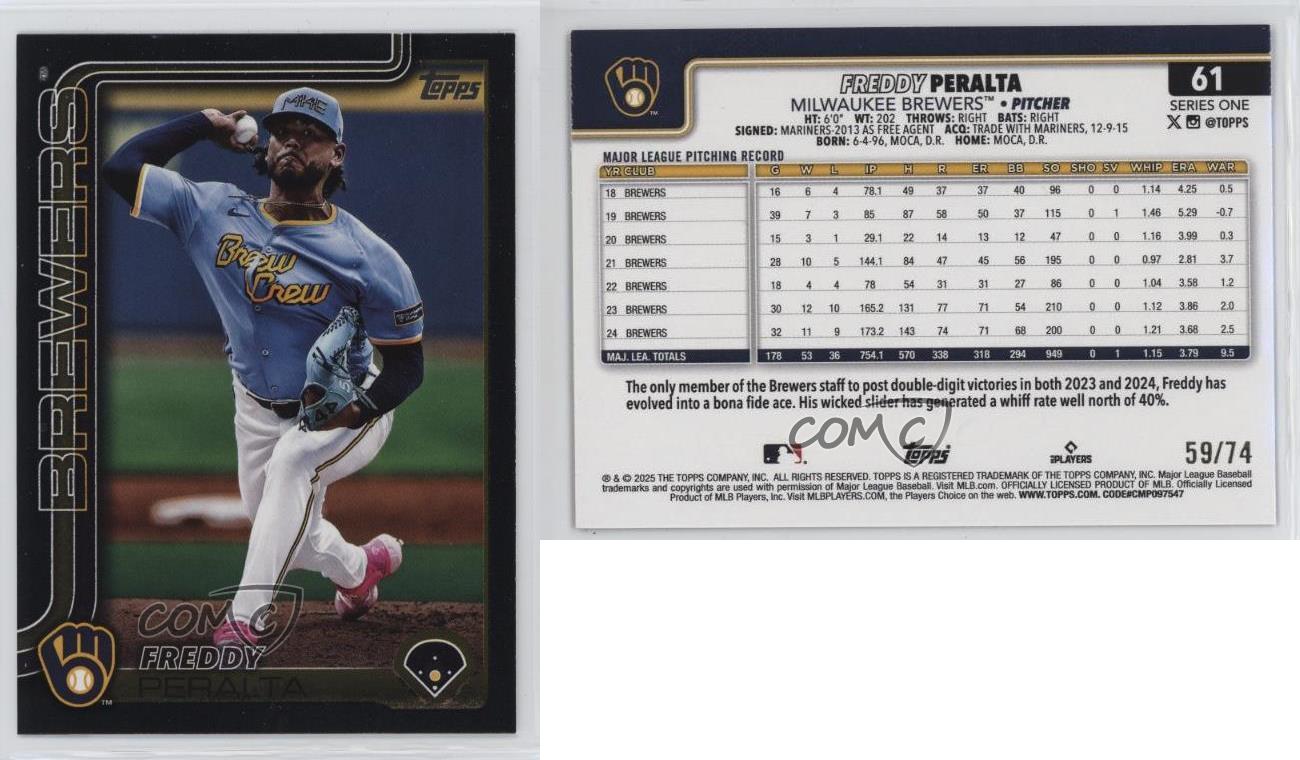 BREWERS™
Topps
MKE
Brew
Crew
COMC
FREDDY
PERALTA
™
FREDDY PERALTA
61
MILWAUKEE BREWERS™ • PITCHER
SERIES ONE
HT: 6'0" WT: 202 THROWS: RIGHT BATS: RIGHT
@TOPPS
SIGNED: MARINERS-2013 AS FREE AGENT ACQ: TRADE WITH MARINERS, 12-9-15
BORN: 6-4-96, MOCA, D.R. HOME: MOCA, D.R.
MAJOR LEAGUE PITCHING RECORD
YR CLUB G W L IP H R ER BB SO SHO SV WHIP ERA WAR
18 BREWERS 16 6 4 78.1 49 37 37 40 96 0 0 1.14 4.25 0.5
19 BREWERS 39 7 3 85 87 58 50 37 115 0 1 1.46 5.29 -0.7
20 BREWERS 15 3 1 29.1 22 14 13 12 47 0 0 1.16 3.99 0.3
21 BREWERS 28 10 5 144.1 84 47 45 56 195 0 0 0.97 2.81 3.7
22 BREWERS 18 4 4 78 54 31 31 27 86 0 0 1.04 3.58 1.2
23 BREWERS 30 12 10 165.2 131 77 71 54 210 0 0 1.12 3.86 2.0
24 BREWERS 32 11 9 173.2 143 74 71 68 200 0 0 1.21 3.68 2.5
MAJ. LEA. TOTALS 178 53 36 754.1 570 338 318 294 949 0 1 1.15 3.79 9.5
The only member of the Brewers staff to post double-digit victories in both 2023 and 2024, Freddy has
evolved into a bona fide ace. His wicked slider has generated a whiff rate well north of 40%.
COMC
Topps
PLAYERS
59/74
® & © 2025 THE TOPPS COMPANY, INC. ALL RIGHTS RESERVED. TOPPS IS A REGISTERED TRADEMARK OF THE TOPPS COMPANY, INC. Major League Baseball
trademarks and copyrights are used with permission of Major League Baseball. Visit MLB.com. OFFICIALLY LICENSED PRODUCT OF MLB. Officially Licensed
Product of MLB Players, Inc. Visit MLBPLAYERS.COM, the Players Choice on the web. WWW.TOPPS.COM. CODE#CMP097547